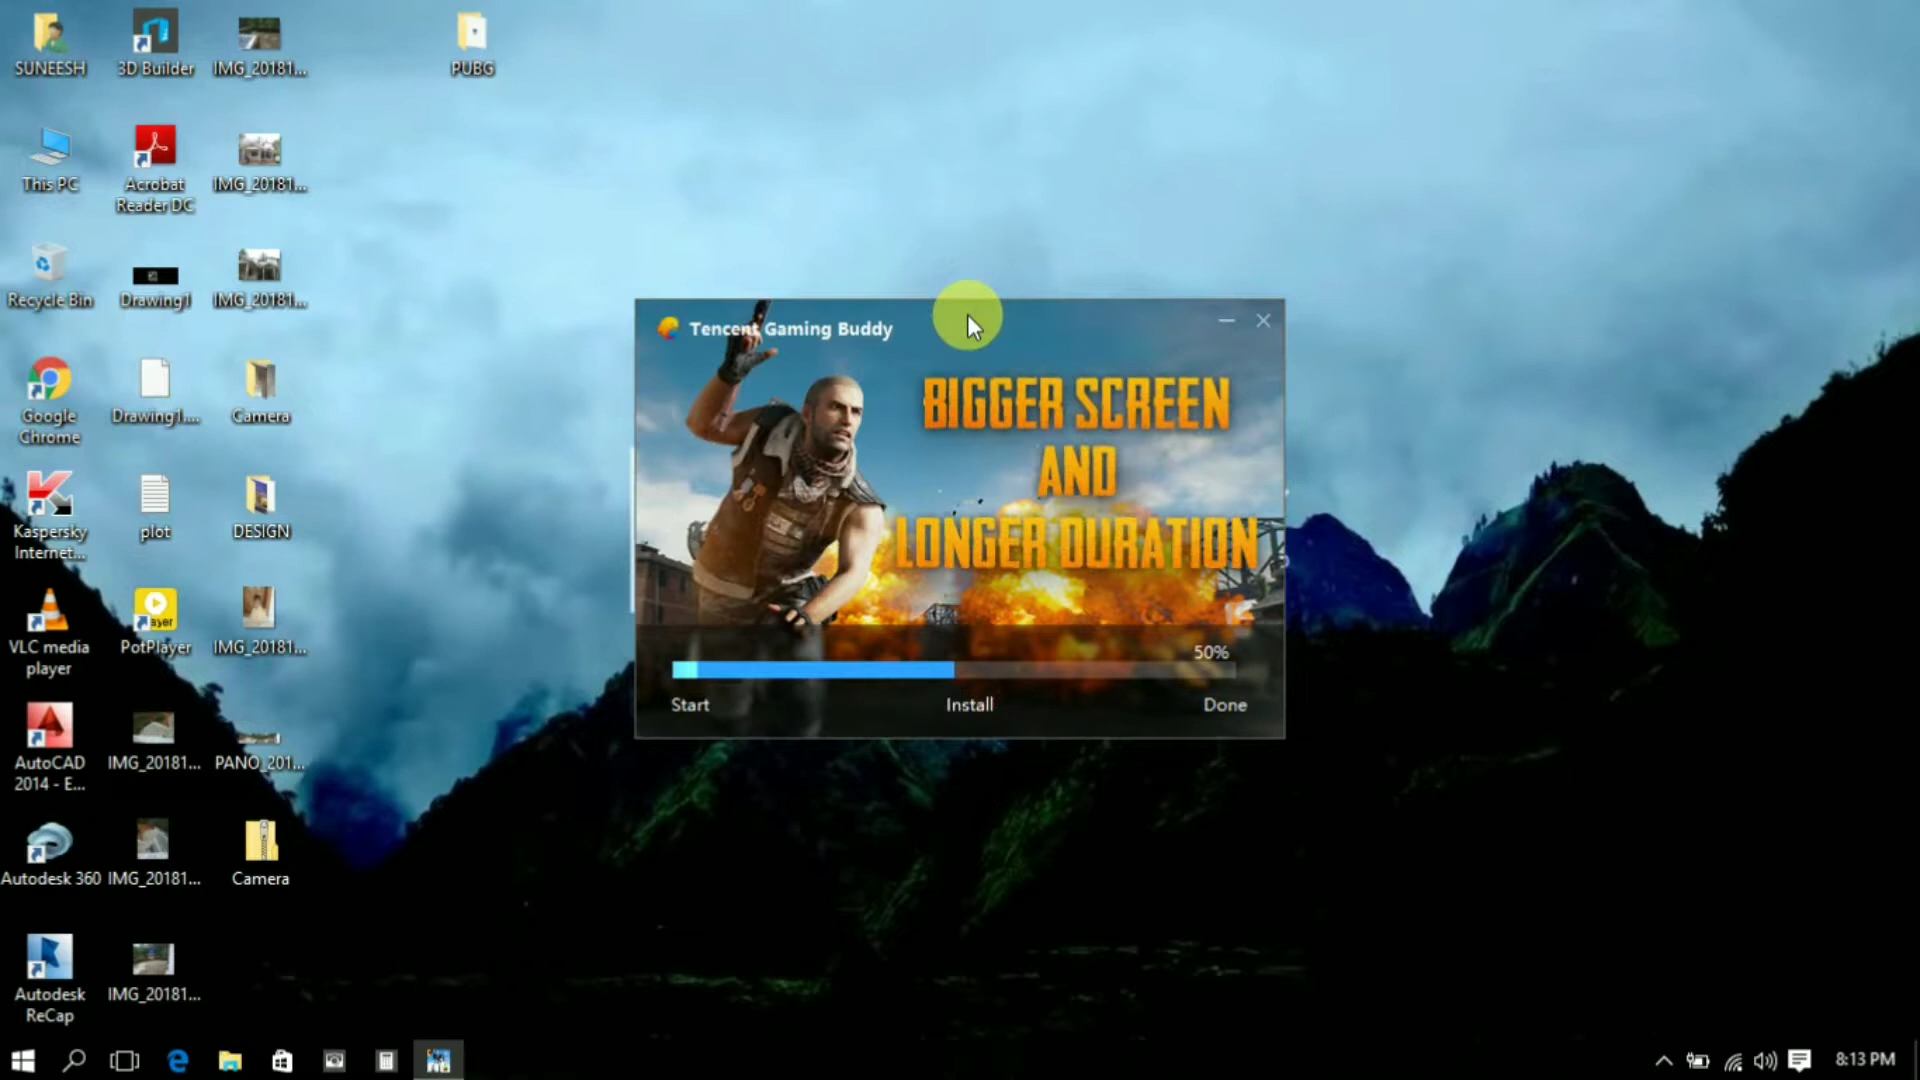 SUNEESH
3D Builder
IMG_20181...
PUBG
This PC
Acrobat
Reader DC
IMG_20181...
Recycle Bin
Drawing1
IMG_20181...
Google
Chrome
Drawing1....
Camera
Kaspersky
Internet...
plot
DESIGN
VLC media
player
PotPlayer
IMG_20181...
AutoCAD
2014 - E...
IMG_20181...
PANO_201...
Autodesk 360
IMG_20181...
Camera
Autodesk
ReCap
IMG_20181...
Tencent Gaming Buddy
BIGGER SCREEN
AND
LONGER DURATION
50%
Start
Install
Done
8:13 PM